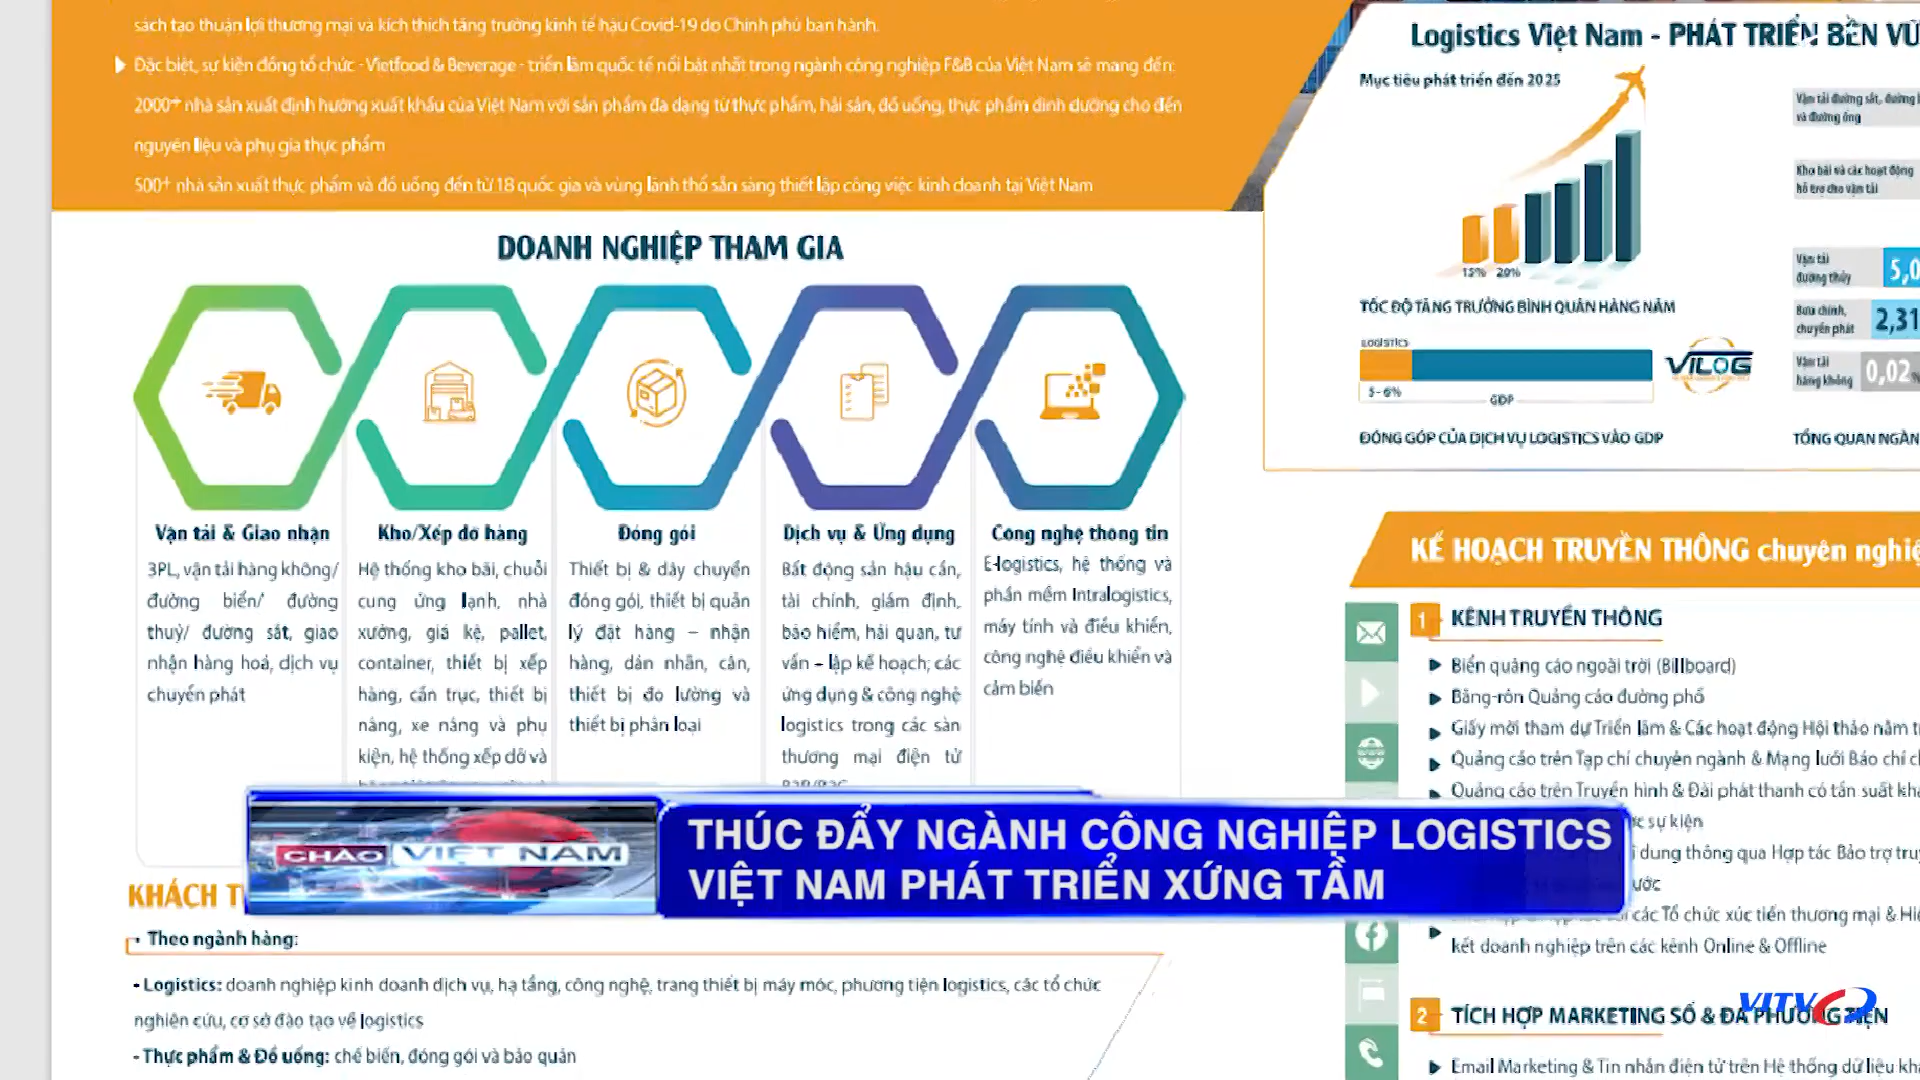 sách tạo thuận lợi thương mại và kích thích tăng trưởng kinh tế hậu Covid-19 do Chính phủ ban hành.
Đặc biệt, sự kiện đồng tổ chức - Vietfood & Beverage - triển lãm quốc tế nổi bật nhất trong ngành công nghiệp F&B của Việt Nam sẽ mang đến:
2000+ nhà sản xuất định hướng xuất khẩu của Việt Nam với sản phẩm đa dạng từ thực phẩm, hải sản, đồ uống, thực phẩm dinh dưỡng cho đến
nguyên liệu và phụ gia thực phẩm
500+ nhà sản xuất thực phẩm và đồ uống đến từ 18 quốc gia và vùng lãnh thổ sẵn sàng thiết lập công việc kinh doanh tại Việt Nam
DOANH NGHIỆP THAM GIA
Vận tải & Giao nhận
3PL, vận tải hàng không/
đường biển/ đường
thuỷ/ đường sắt, giao
nhận hàng hoá, dịch vụ
chuyển phát
Kho/Xếp dỡ hàng
Hệ thống kho bãi, chuỗi
cung ứng lạnh, nhà
xưởng, giá kệ, pallet,
container, thiết bị xếp
hàng, cần trục, thiết bị
nâng, xe nâng và phụ
kiện, hệ thống xếp dỡ và
Đóng gói
Thiết bị & dây chuyền
đóng gói, thiết bị quản
lý đặt hàng – nhận
hàng, dán nhãn, cân,
thiết bị đo lường và
thiết bị phân loại
Dịch vụ & Ứng dụng
Bất động sản hậu cần,
tài chính, giám định,
bảo hiểm, hải quan, tư
vấn – lập kế hoạch; các
ứng dụng & công nghệ
logistics trong các sàn
thương mại điện tử
B2B/B2C
Công nghệ thông tin
E-logistics, hệ thống và
phần mềm Intralogistics,
máy tính và điều khiển,
công nghệ điều khiển và
cảm biến
Logistics Việt Nam - PHÁT TRIỂN BỀN VỮ
Mục tiêu phát triển đến 2025
15% 20%
TỐC ĐỘ TĂNG TRƯỞNG BÌNH QUÂN HÀNG NĂM
LOGISTICS
5-6%
GDP
VILOG
ĐÓNG GÓP CỦA DỊCH VỤ LOGISTICS VÀO GDP
Vận tải đường sắt, đường b
và đường ống
Kho bãi và các hoạt động
hỗ trợ cho vận tải
Vận tải
đường thủy
5,0
Bưu chính,
chuyển phát
2,31
Vận tải
hàng không
0,02%
TỔNG QUAN NGÀN
KẾ HOẠCH TRUYỀN THÔNG chuyên nghiệ
1 KÊNH TRUYỀN THÔNG
Biển quảng cáo ngoài trời (Billboard)
Băng-rôn Quảng cáo đường phố
Giấy mời tham dự Triển lãm & Các hoạt động Hội thảo nằm tr
Quảng cáo trên Tạp chí chuyên ngành & Mạng lưới Báo chí ch
Quảng cáo trên Truyền hình & Đài phát thanh có tần suất kha
sự kiện
dung thông qua Hợp tác Bảo trợ truy
các Tổ chức xúc tiến thương mại & Hiệ
kết doanh nghiệp trên các kênh Online & Offline
2 TÍCH HỢP MARKETING SỐ & ĐA PHƯƠNG TIỆN
Email Marketing & Tin nhắn điện tử trên Hệ thống dữ liệu kha
CHÀO VIỆT NAM
THÚC ĐẨY NGÀNH CÔNG NGHIỆP LOGISTICS
VIỆT NAM PHÁT TRIỂN XỨNG TẦM
KHÁCH T
Theo ngành hàng:
- Logistics: doanh nghiệp kinh doanh dịch vụ, hạ tầng, công nghệ, trang thiết bị máy móc, phương tiện logistics, các tổ chức
nghiên cứu, cơ sở đào tạo về logistics
- Thực phẩm & Đồ uống: chế biến, đóng gói và bảo quản
VITV